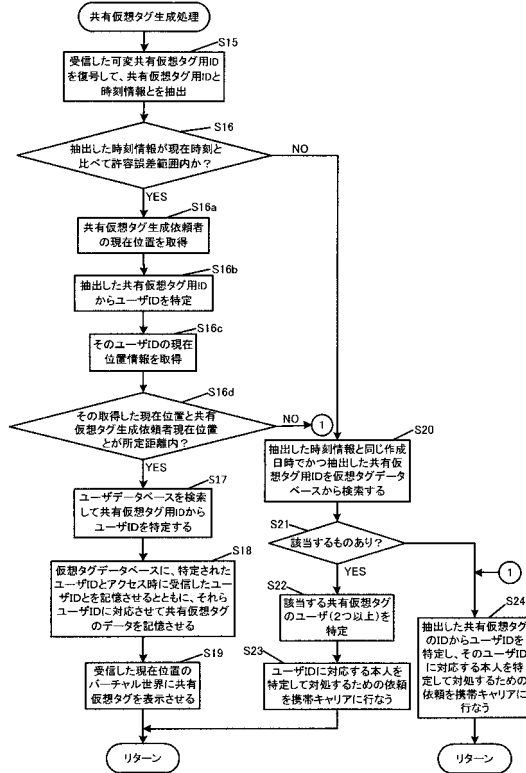 共有仮想タグ生成処理
S15
受信した可変共有仮想タグ用ID
を復号して、共有仮想タグ用IDと
時刻情報とを抽出
S16
抽出した時刻情報が現在時刻と
比べて許容誤差範囲内か？
NO
YES
S16a
共有仮想タグ生成依頼者
の現在位置を取得
S16b
抽出した共有仮想タグ用ID
からユーザIDを特定
S16c
そのユーザIDの現在
位置情報を取得
S16d
その取得した現在位置と共有
仮想タグ生成依頼者現在位置
とが所定距離内？
NO
1
YES
S17
ユーザデータベースを検索
して共有仮想タグ用IDから
ユーザIDを特定する
S18
仮想タグデータベースに、特定された
ユーザIDとアクセス時に受信したユー
ザIDとを記憶させるとともに、それら
ユーザIDに対応させて共有仮想タグ
のデータを記憶させる
S19
受信した現在位置の
バーチャル世界に共有
仮想タグを表示させる
リターン
S20
抽出した時刻情報と同じ作成
日時でかつ抽出した共有仮
想タグ用IDを仮想タグデータ
ベースから検索する
S21
該当するものあり？
YES
S22
該当する共有仮想タグ
のユーザ(2つ以上)を
特定
S23
ユーザIDに対応する本人を
特定して対処するための依頼
を携帯キャリアに行なう
1
S24
抽出した共有仮想タグ
のIDからユーザIDを
特定し、そのユーザID
に対応する本人を特
定して対処するための
依頼を携帯キャリアに
行なう
リターン